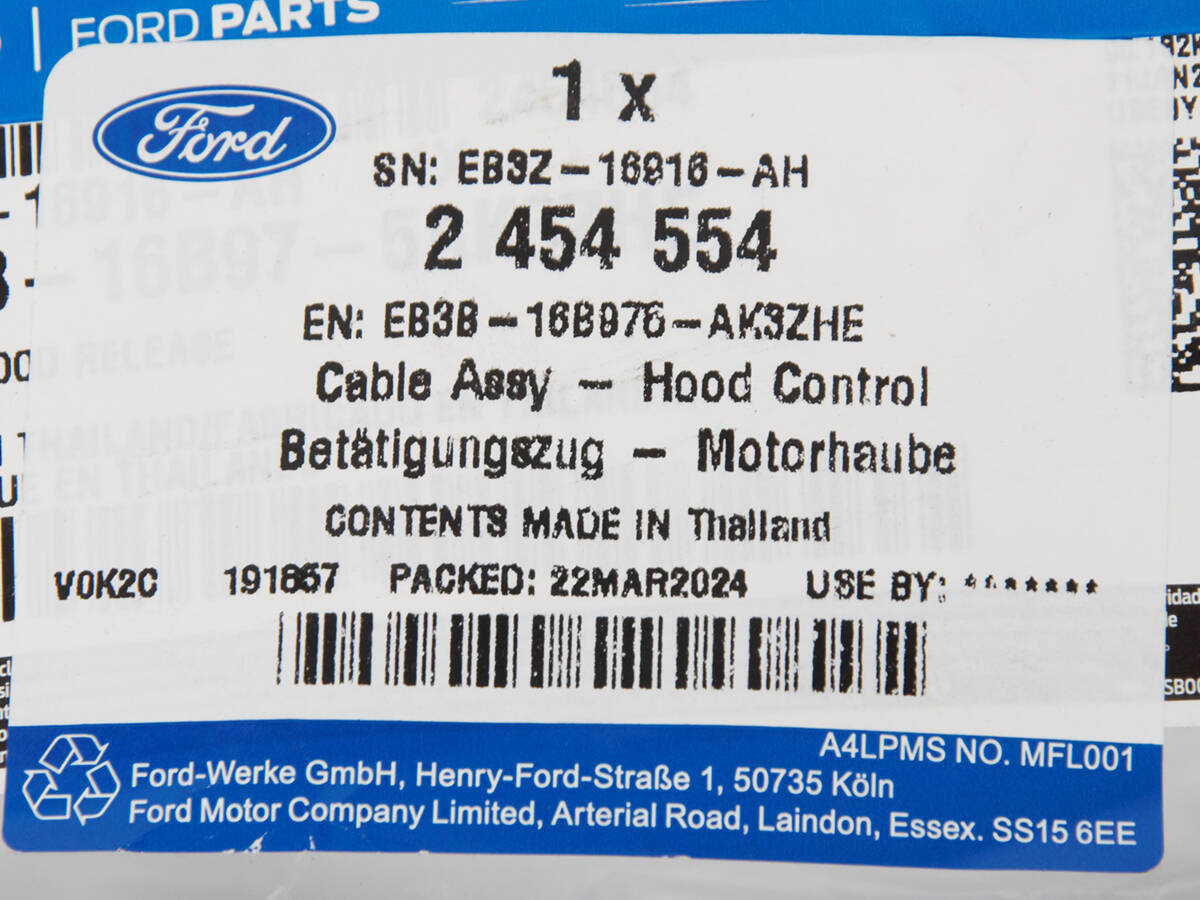 FORD PARTS
Ford
1 x
SN: EB3Z-16916-AH
2 454 554
EN: EB3B-16B976-AK3ZHE
Cable Assy - Hood Control
Betätigungszug - Motorhaube
CONTENTS MADE IN Thailand
V0K2C 191857 PACKED: 22MAR2024 USE BY: *******
A4LPMS NO. MFL001
Ford-Werke GmbH, Henry-Ford-Straße 1, 50735 Köln
Ford Motor Company Limited, Arterial Road, Laindon, Essex. SS15 6EE